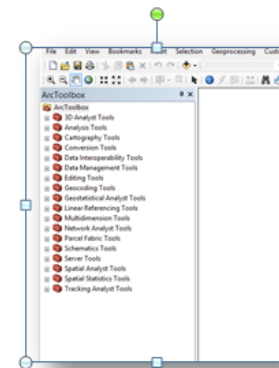 File Edit View Bookmarks Insert Selection Geoprocessing
ArcToolbox
ArcToolbox
3D Analyst Tools
Analysis Tools
Cartography Tools
Conversion Tools
Data Interoperability Tools
Data Management Tools
Editing Tools
Geocoding Tools
Geostatistical Analyst Tools
Linear Referencing Tools
Multidimension Tools
Network Analyst Tools
Parcel Fabric Tools
Schematics Tools
Server Tools
Spatial Analyst Tools
Spatial Statistics Tools
Tracking Analyst Tools